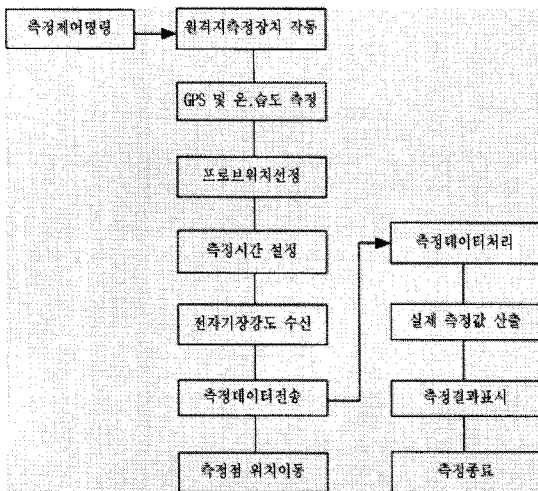 측정제어명령
원격지측정장치 작동
GPS 및 온.습도 측정
프로브위치선정
측정시간 설정
전자기장강도 수신
측정데이터전송
측정점 위치이동
측정데이터처리
실제 측정값 산출
측정결과표시
측정종료